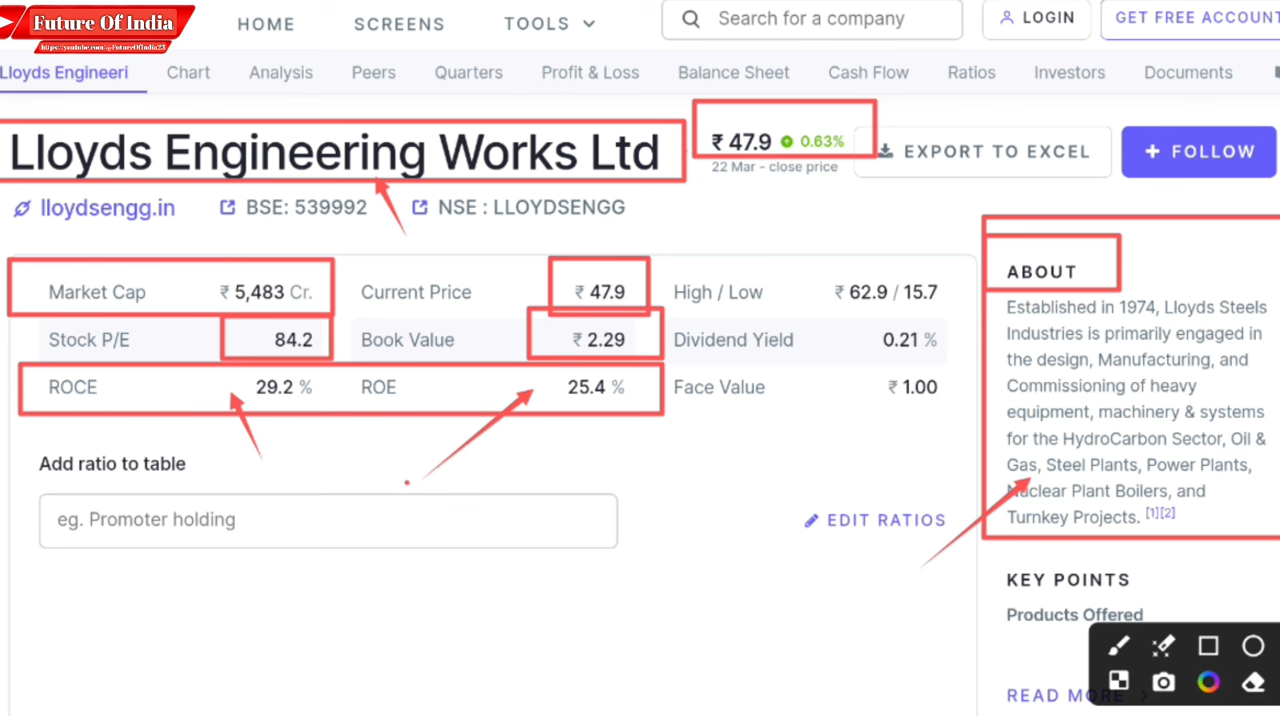 Future Of India
https://youtube.com/@FutureOfIndia23
HOME SCREENS TOOLS
Search for a company
LOGIN
GET FREE ACCOUNT
Lloyds Engineeri Chart Analysis Peers Quarters Profit & Loss Balance Sheet Cash Flow Ratios Investors Documents
Lloyds Engineering Works Ltd
₹ 47.9 0.63%
22 Mar - close price
EXPORT TO EXCEL
+ FOLLOW
lloydsengg.in BSE: 539992 NSE : LLOYDSENGG
Market Cap ₹ 5,483 Cr. Current Price ₹ 47.9 High / Low ₹ 62.9 / 15.7
Stock P/E 84.2 Book Value ₹ 2.29 Dividend Yield 0.21 %
ROCE 29.2 % ROE 25.4 % Face Value ₹ 1.00
Add ratio to table
eg. Promoter holding
EDIT RATIOS
ABOUT
Established in 1974, Lloyds Steels
Industries is primarily engaged in
the design, Manufacturing, and
Commissioning of heavy
equipment, machinery & systems
for the HydroCarbon Sector, Oil &
Gas, Steel Plants, Power Plants,
Nuclear Plant Boilers, and
Turnkey Projects. [1][2]
KEY POINTS
Products Offered
READ MORE